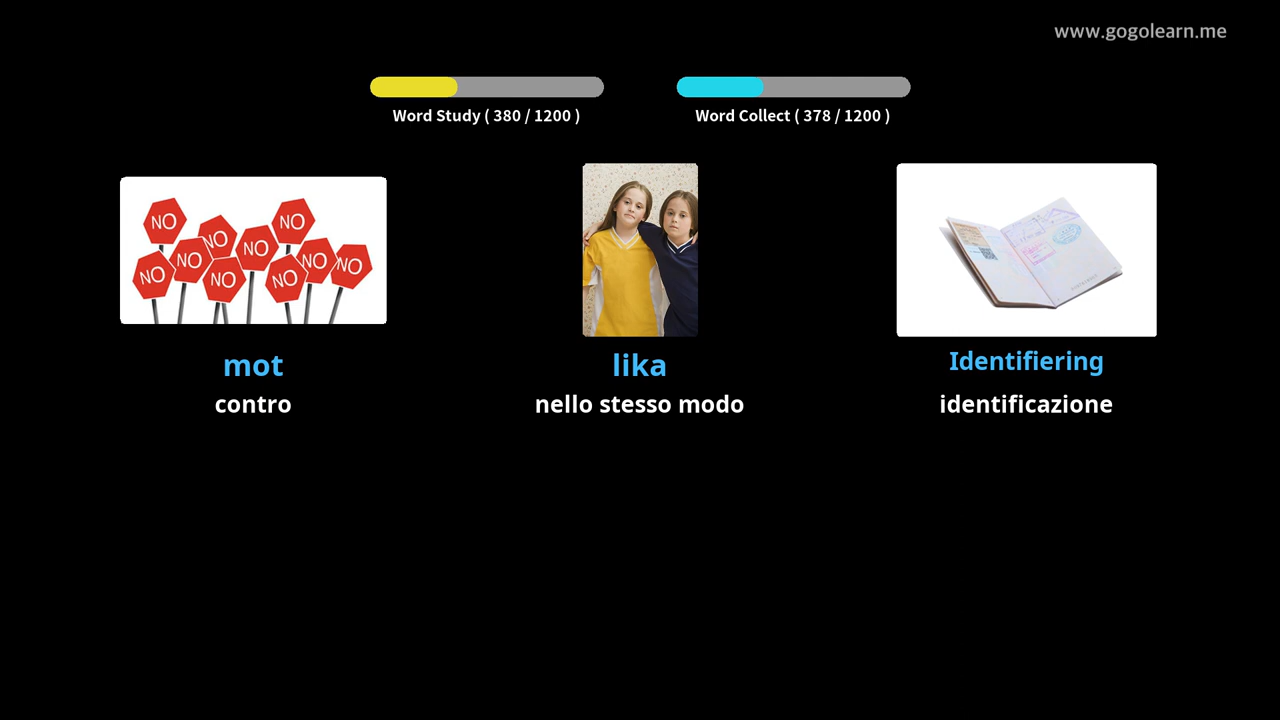 www.gogolearn.me
Word Study ( 380 / 1200 )
Word Collect ( 378 / 1200 )
NO
NO
NO
NO
NO
NO
NO
NO
NO
NO
mot
lika
Identifiering
contro
nello stesso modo
identificazione